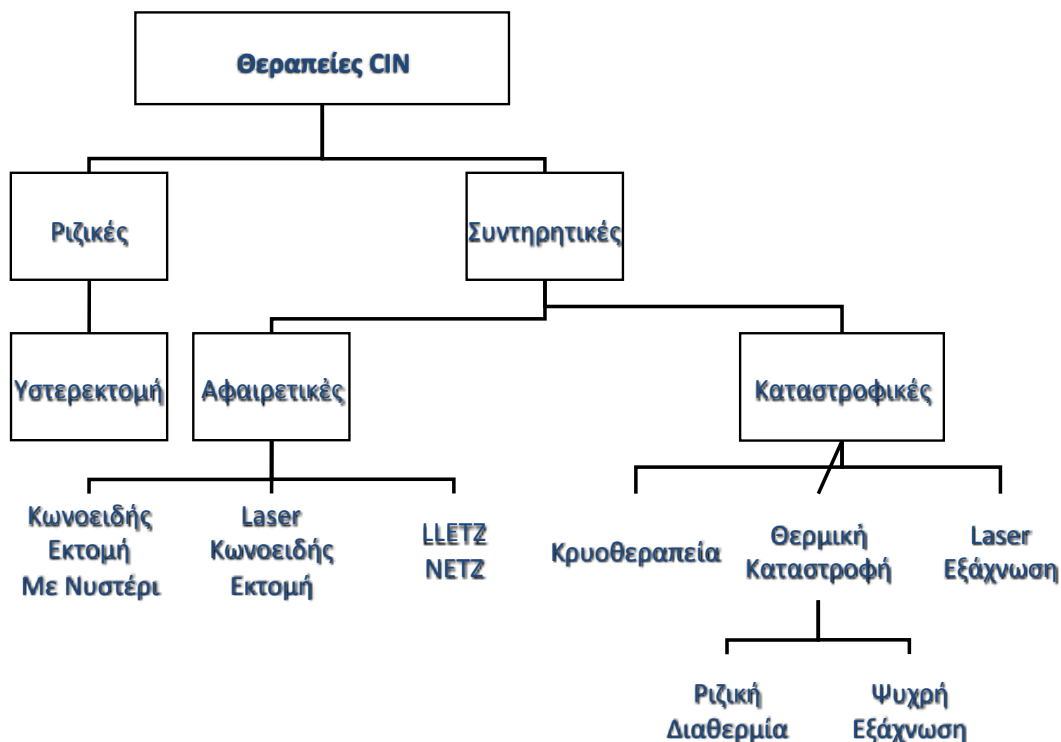 Θεραπείες CIN
Ριζικές
Συντηρητικές
Υστερεκτομή
Αφαιρετικές
Καταστροφικές
Κωνοειδής
Εκτομή
Με Νυστέρι
Laser
Κωνοειδής
Εκτομή
LLETZ
NETZ
Κρυοθεραπεία
Θερμική
Καταστροφή
Laser
Εξάχνωση
Ριζική
Διαθερμία
Ψυχρή
Εξάχνωση